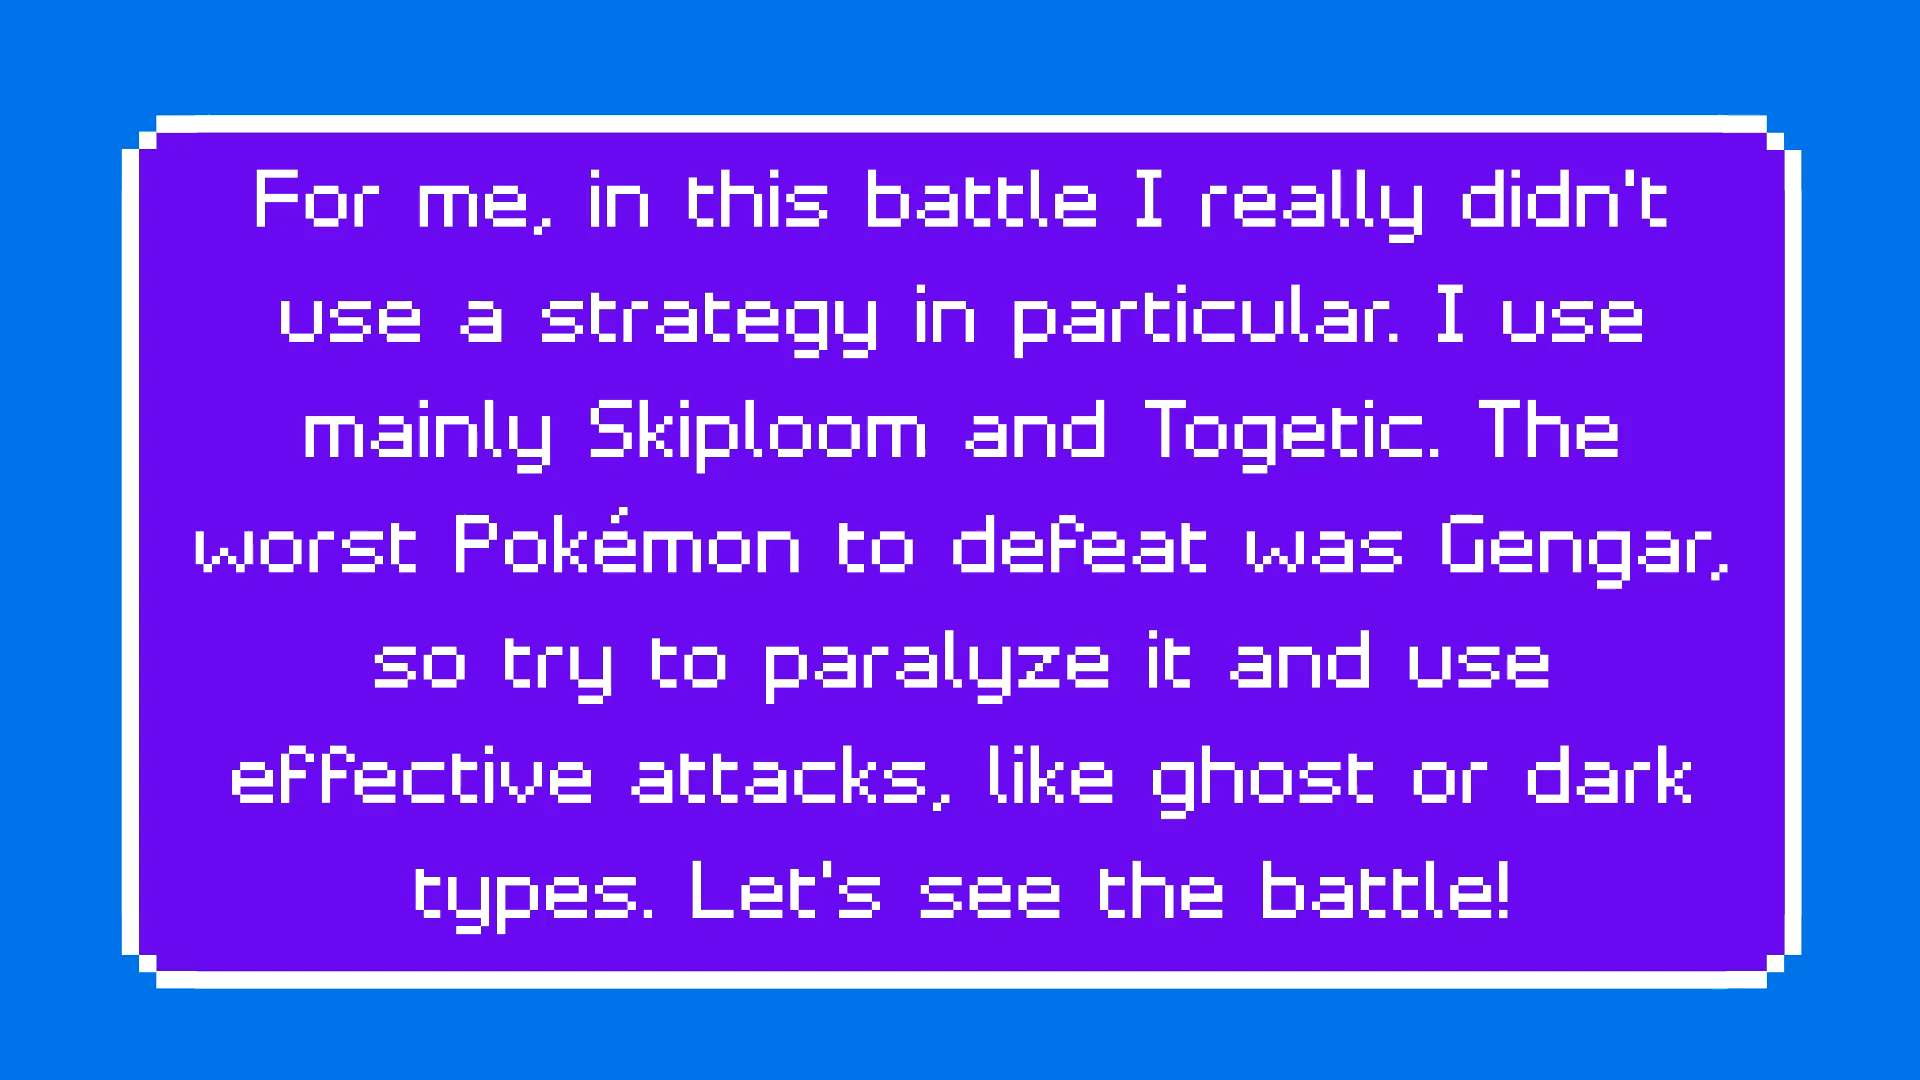 For me, in this battle I really didn't
use a strategy in particular. I use
mainly Skiploom and Togetic. The
worst Pokémon to defeat was Gengar,
so try to paralyze it and use
effective attacks, like ghost or dark
types. Let's see the battle!